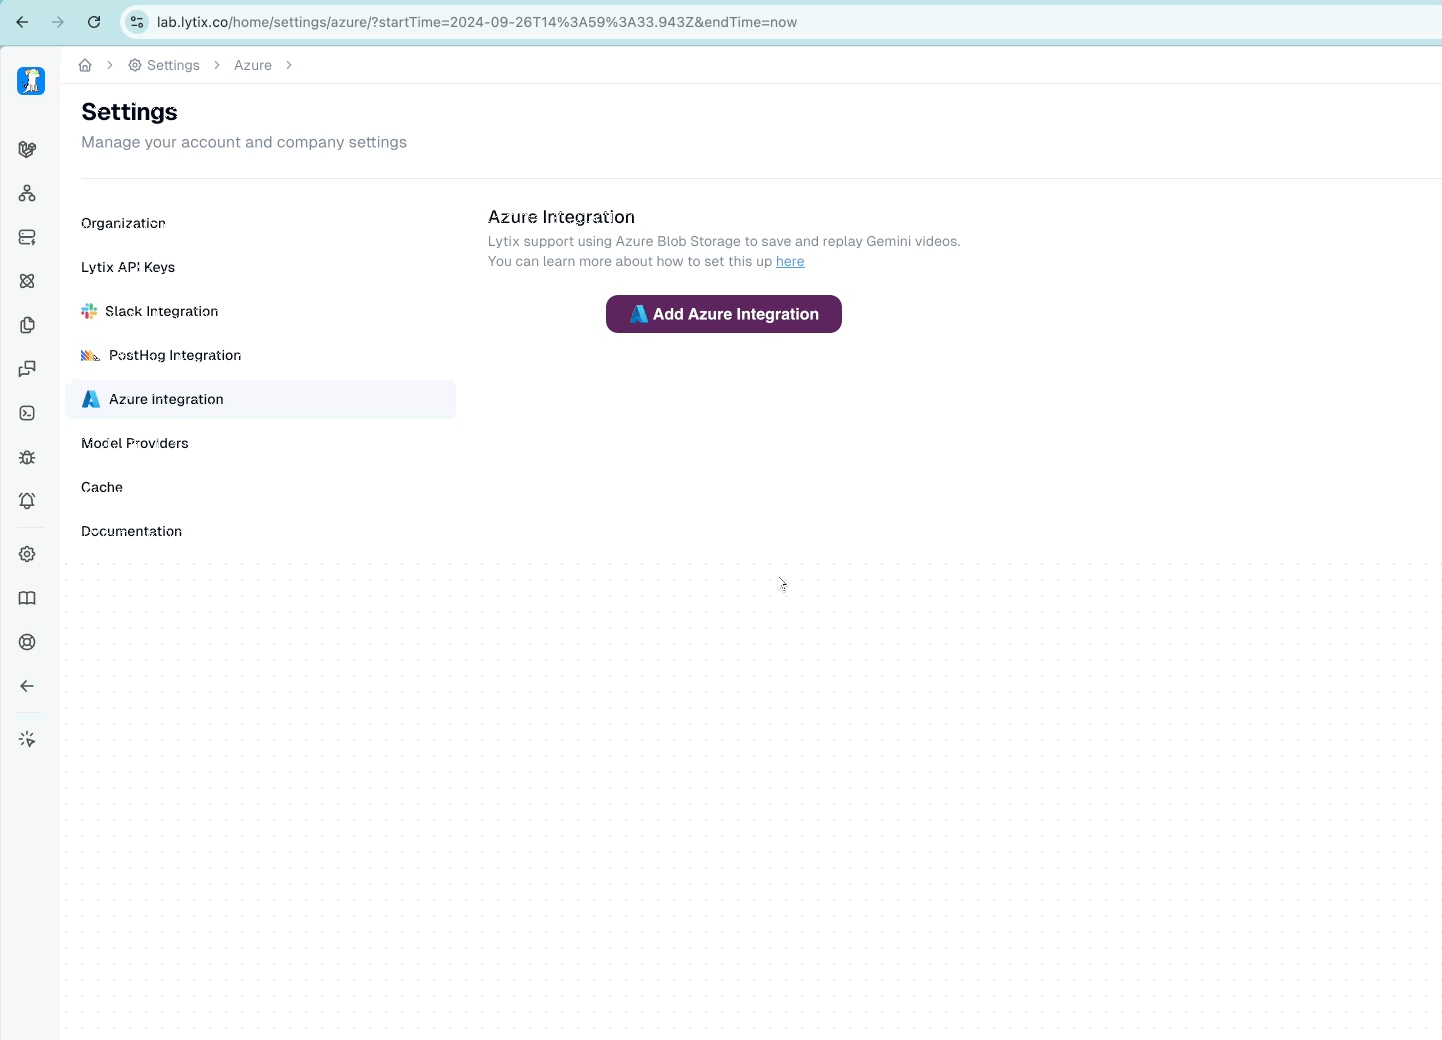 lab.lytix.co/home/settings/azure/?startTime=2024-09-26T14%3A59%3A33.943Z&endTime=now
Settings
Azure
Settings
Manage your account and company settings
Organization
Lytix API Keys
Slack Integration
PostHog Integration
Azure integration
Model Providers
Cache
Documentation
Azure Integration
Lytix support using Azure Blob Storage to save and replay Gemini videos.
You can learn more about how to set this up here
Add Azure Integration